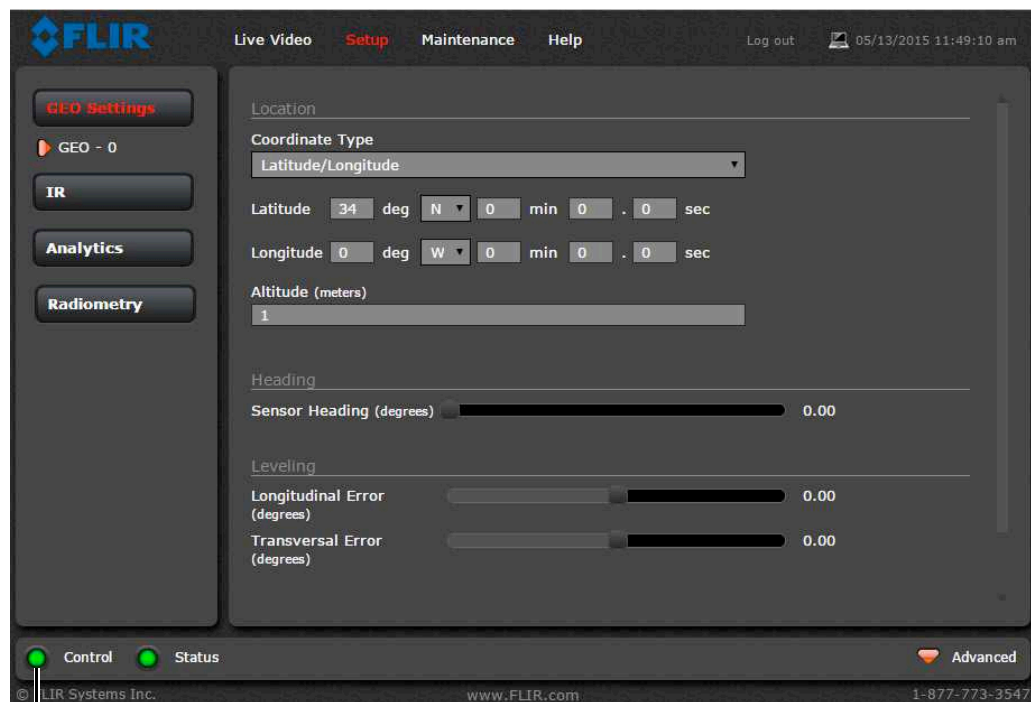 FLIR
Live Video Setup Maintenance Help Log out 05/13/2015 11:49:10 am
GEO Settings
GEO - 0
IR
Analytics
Radiometry
Location
Coordinate Type
Latitude/Longitude
Latitude 34 deg N 0 min 0 . 0 sec
Longitude 0 deg W 0 min 0 . 0 sec
Altitude (meters)
1
Heading
Sensor Heading (degrees) 0.00
Leveling
Longitudinal Error 0.00
(degrees)
Transversal Error 0.00
(degrees)
Control Status Advanced
© FLIR Systems Inc. www.FLIR.com 1-877-773-3547